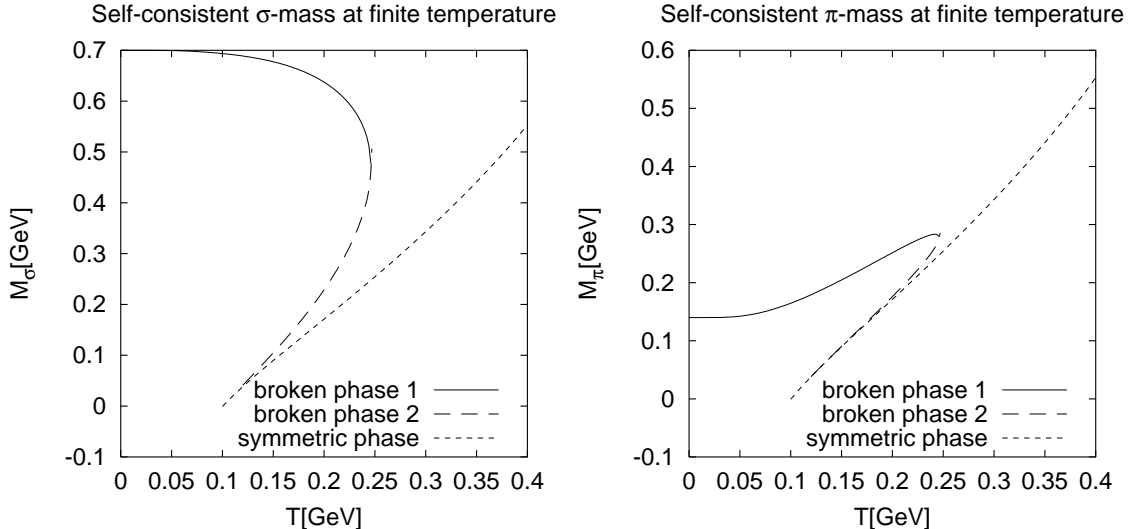 Self-consistent σ-mass at finite temperature
0.7
0.6
0.5
0.4
0.3
0.2
0.1
0
-0.1
Mσ[GeV]
broken phase 1
broken phase 2
symmetric phase
0 0.05 0.1 0.15 0.2 0.25 0.3 0.35 0.4
T[GeV]
Self-consistent π-mass at finite temperature
0.6
0.5
0.4
0.3
0.2
0.1
0
-0.1
Mπ[GeV]
broken phase 1
broken phase 2
symmetric phase
0 0.05 0.1 0.15 0.2 0.25 0.3 0.35 0.4
T[GeV]